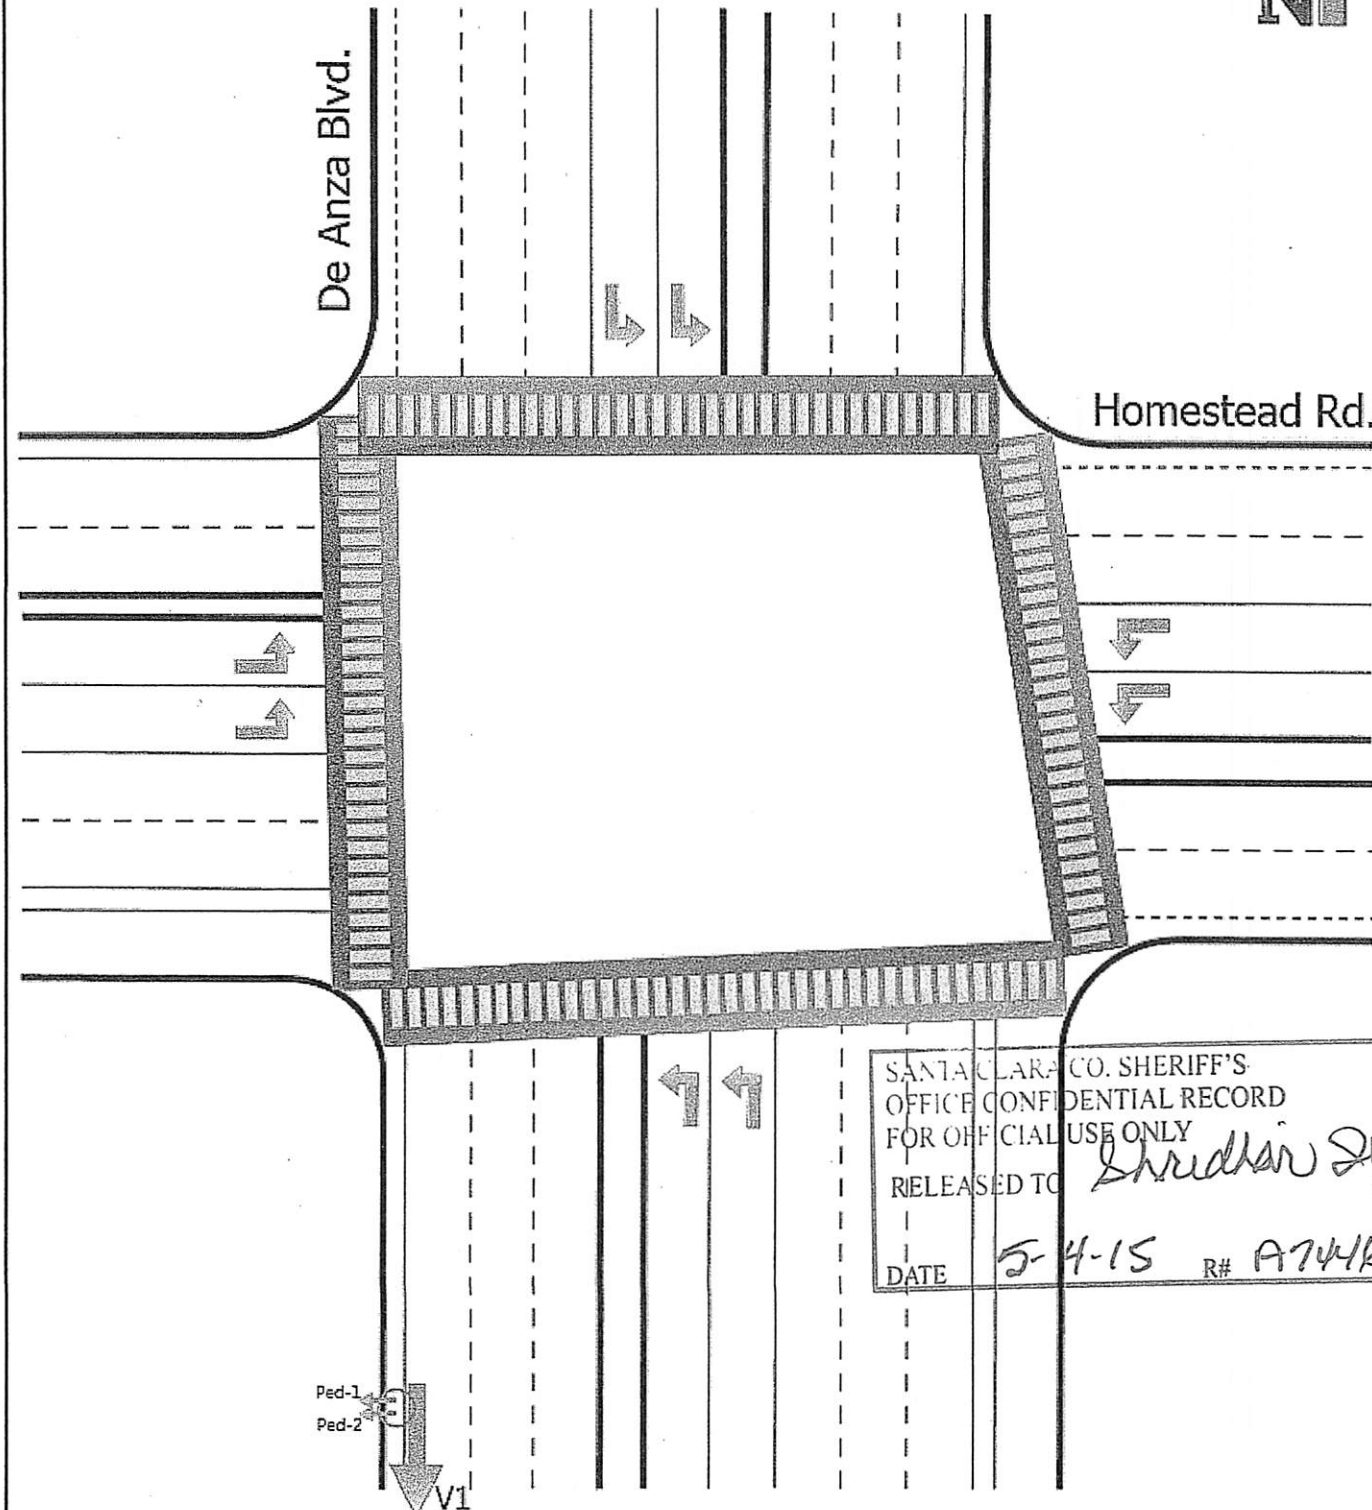 De Anza Blvd.
Homestead Rd.
SANTA CLARA CO. SHERIFF'S
OFFICE CONFIDENTIAL RECORD
FOR OFFICIAL USE ONLY
RELEASED TO Shridhar
DATE 5-4-15 R#
Ped-1
Ped-2
V1